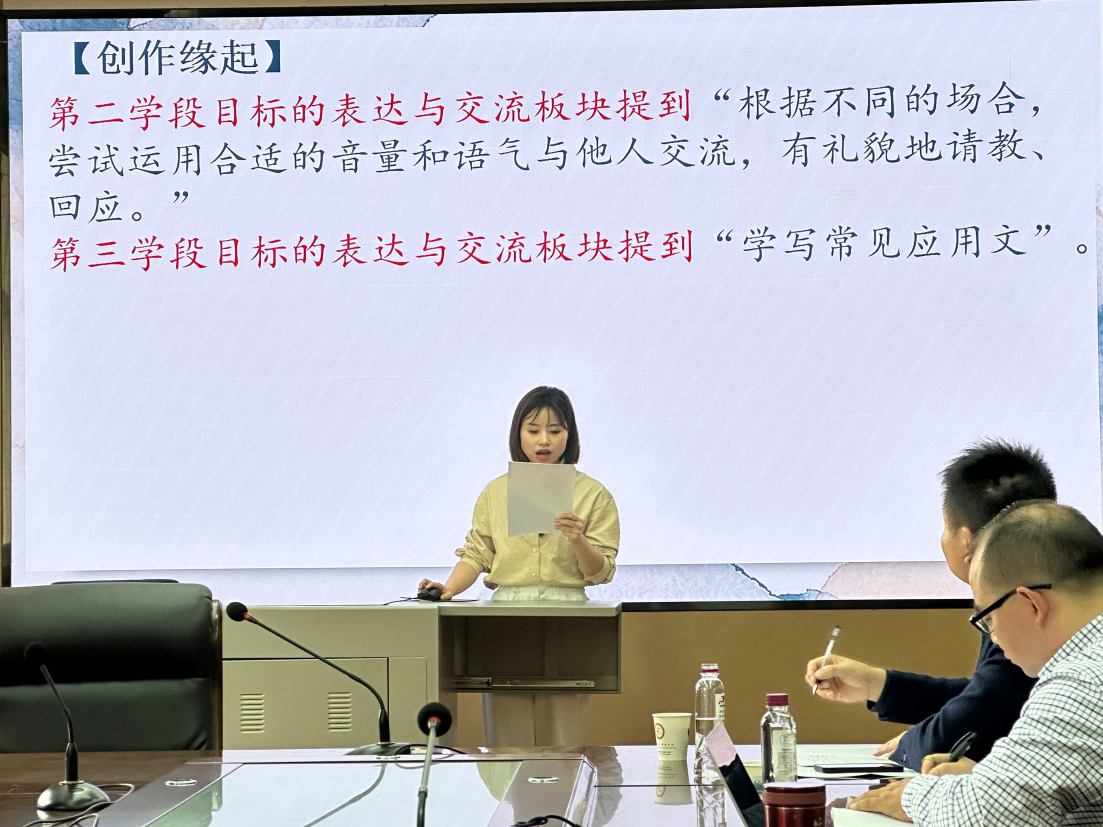 【创作缘起】
第二学段目标的表达与交流板块提到“根据不同的场合，
尝试运用合适的音量和语气与他人交流，有礼貌地请教、
回应。”
第三学段目标的表达与交流板块提到“学写常见应用文”。